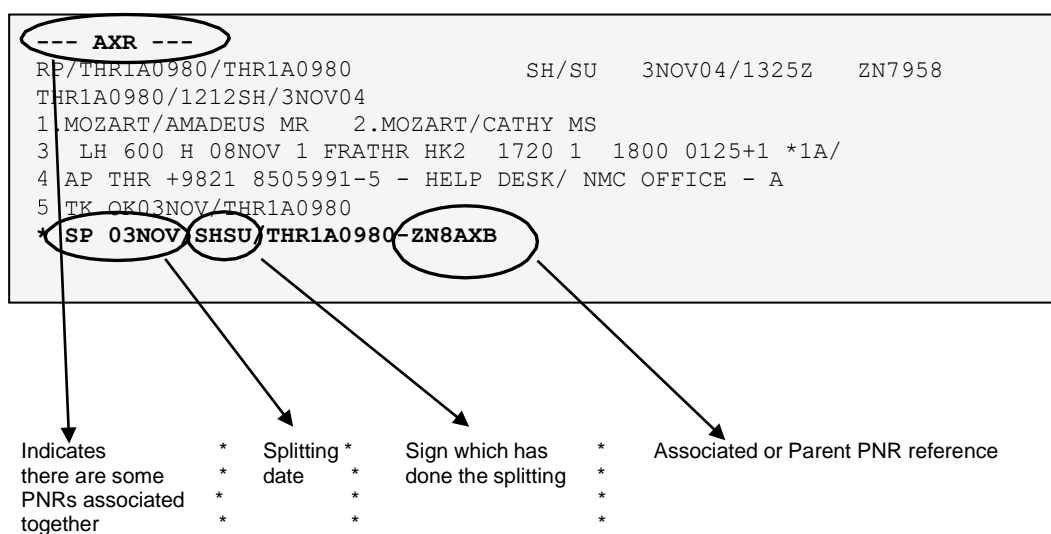 --- AXR ---
RP/THR1A0980/THR1A0980 SH/SU 3NOV04/1325Z ZN7958
THR1A0980/1212SH/3NOV04
1.MOZART/AMADEUS MR 2.MOZART/CATHY MS
3 LH 600 H 08NOV 1 FRATHR HK2 1720 1 1800 0125+1 *1A/
4 AP THR +9821 8505991-5 - HELP DESK/ NMC OFFICE - A
5 TK OK03NOV/THR1A0980
* SP 03NOV/SHSU/THR1A0980-ZN8AXB
Indicates * Splitting * Sign which has * Associated or Parent PNR reference
there are some * date * done the splitting *
PNRs associated * * *
together * * *